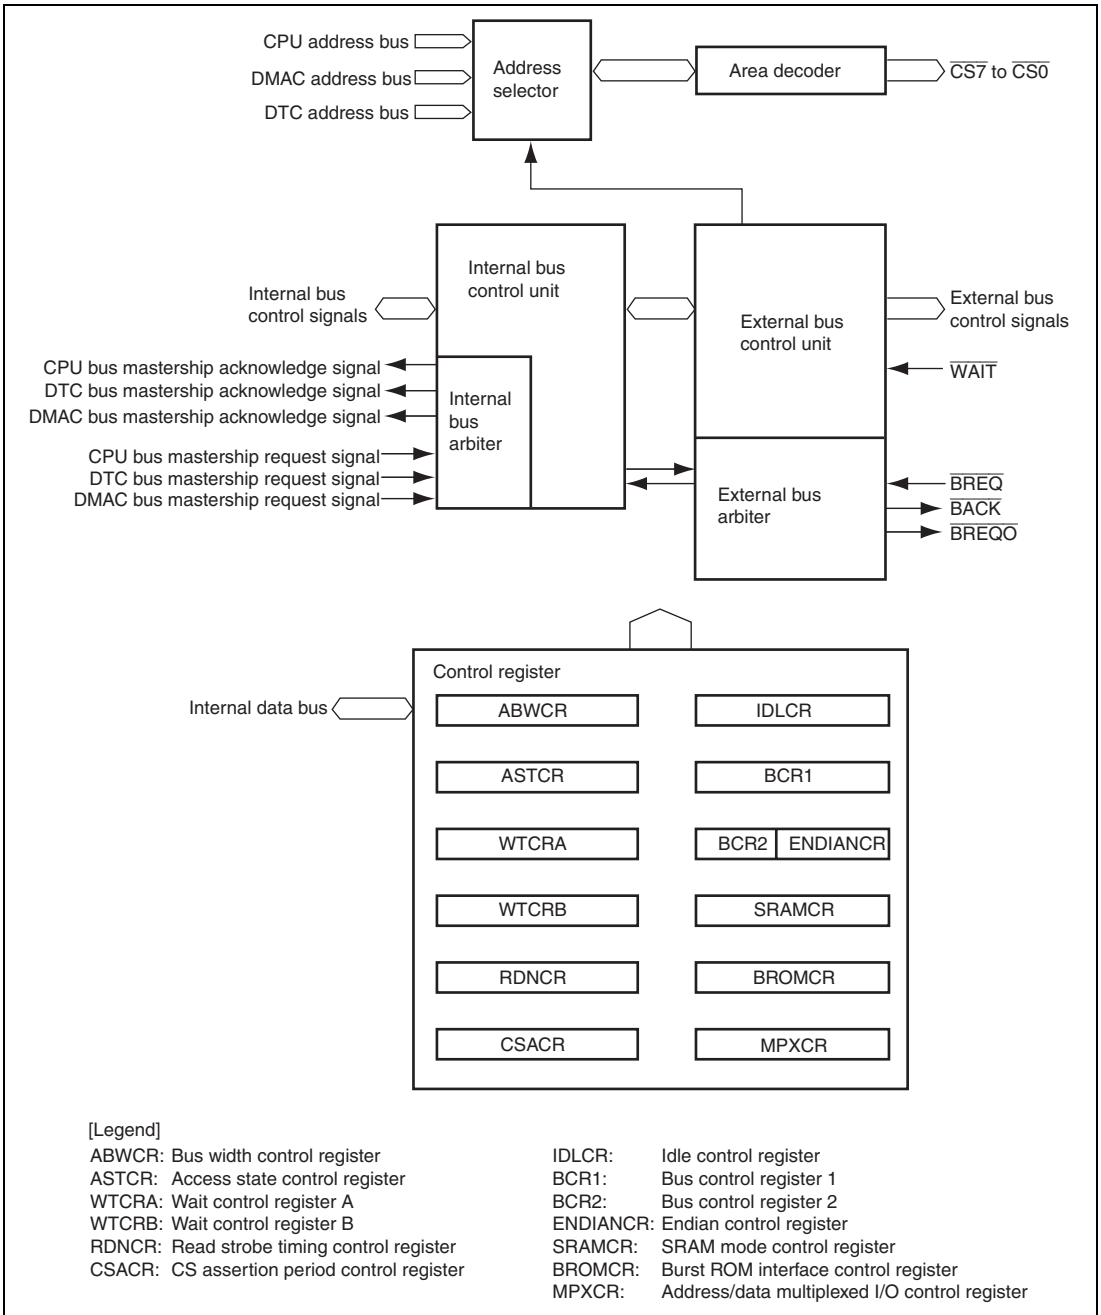 CPU address bus
DMAC address bus
DTC address bus
Address
selector
Area decoder
CS7 to CS0
Internal bus
control signals
Internal bus
control unit
External bus
control unit
External bus
control signals
WAIT
CPU bus mastership acknowledge signal
DTC bus mastership acknowledge signal
DMAC bus mastership acknowledge signal
CPU bus mastership request signal
DTC bus mastership request signal
DMAC bus mastership request signal
Internal
bus
arbiter
External bus
arbiter
BREQ
BACK
BREQO
Internal data bus
Control register
ABWCR
IDLCR
ASTCR
BCR1
WTCRA
BCR2
ENDIANCR
WTCRB
SRAMCR
RDNCR
BROMCR
CSACR
MPXCR
[Legend]
ABWCR: Bus width control register
ASTCR: Access state control register
WTCRA: Wait control register A
WTCRB: Wait control register B
RDNCR: Read strobe timing control register
CSACR: CS assertion period control register
IDLCR: Idle control register
BCR1: Bus control register 1
BCR2: Bus control register 2
ENDIANCR: Endian control register
SRAMCR: SRAM mode control register
BROMCR: Burst ROM interface control register
MPXCR: Address/data multiplexed I/O control register